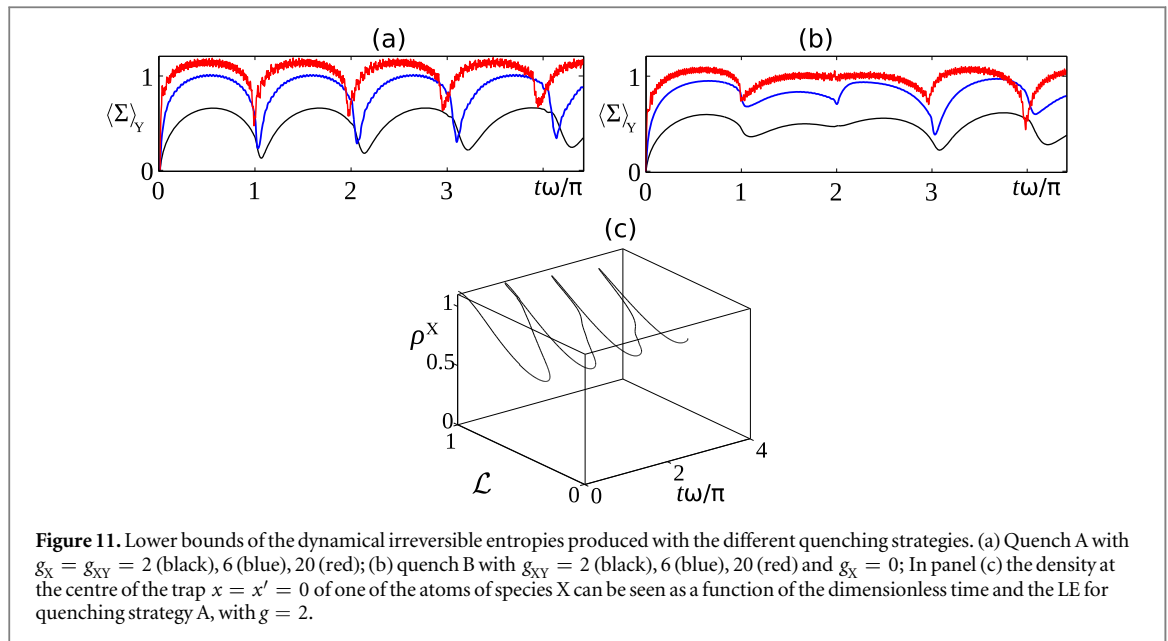 (a)
(b)
1
⟨Σ⟩Y
0
0
1
2
3
tω/π
1
⟨Σ⟩Y
0
0
1
2
3
tω/π
(c)
1
ρX
0.5
0
1
ℒ
0
0
2
4
tω/π
Figure 11. Lower bounds of the dynamical irreversible entropies produced with the different quenching strategies. (a) Quench A with
gX = gXY = 2 (black), 6 (blue), 20 (red); (b) quench B with gXY = 2 (black), 6 (blue), 20 (red) and gX = 0; In panel (c) the density at
the centre of the trap x = x′ = 0 of one of the atoms of species X can be seen as a function of the dimensionless time and the LE for
quenching strategy A, with g = 2.